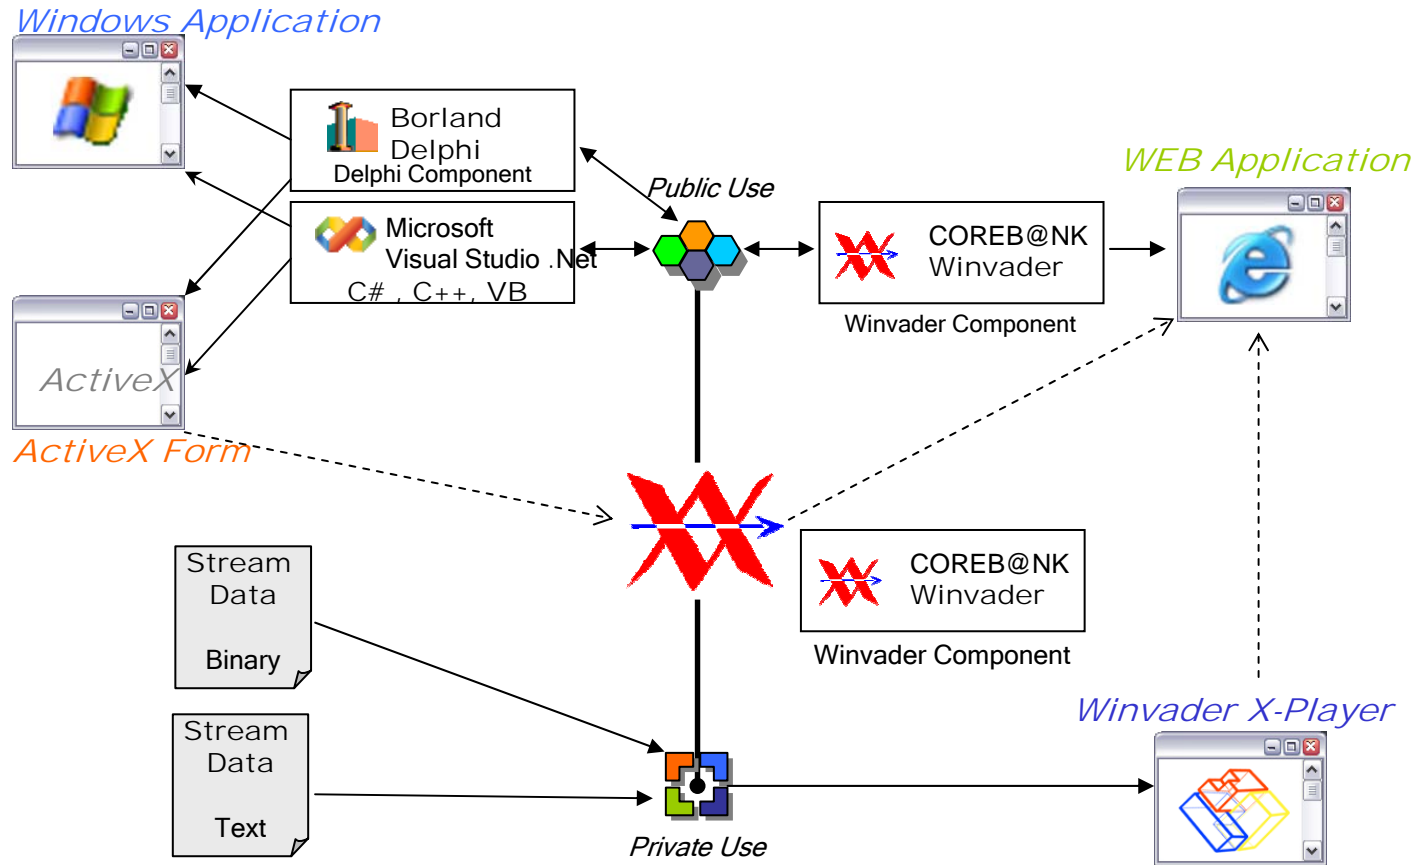 Windows Application
Borland
Delphi
Delphi Component
Public Use
WEB Application
Microsoft
Visual Studio .Net
C# , C++, VB
COREB@NK
Winvader
Winvader Component
ActiveX
ActiveX Form
Stream
Data
Binary
COREB@NK
Winvader
Winvader Component
Stream
Data
Text
Winvader X-Player
Private Use